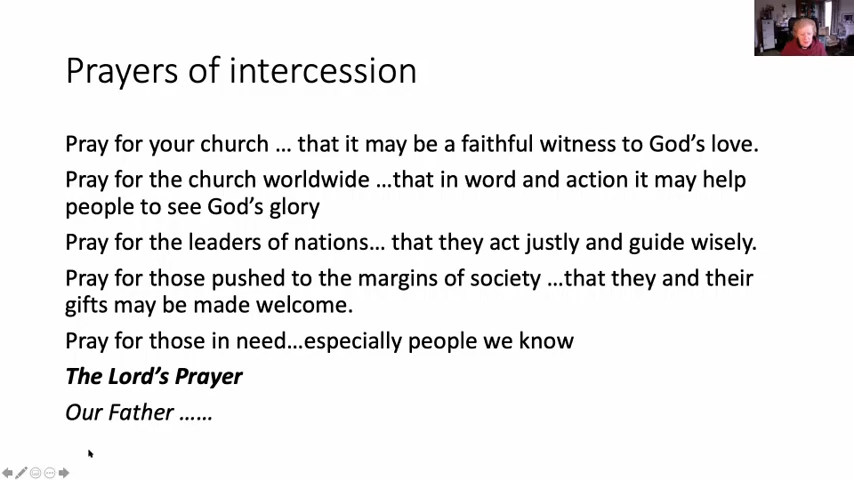 Prayers of intercession
Pray for your church … that it may be a faithful witness to God’s love.
Pray for the church worldwide …that in word and action it may help
people to see God’s glory
Pray for the leaders of nations… that they act justly and guide wisely.
Pray for those pushed to the margins of society …that they and their
gifts may be made welcome.
Pray for those in need…especially people we know
The Lord’s Prayer
Our Father ……